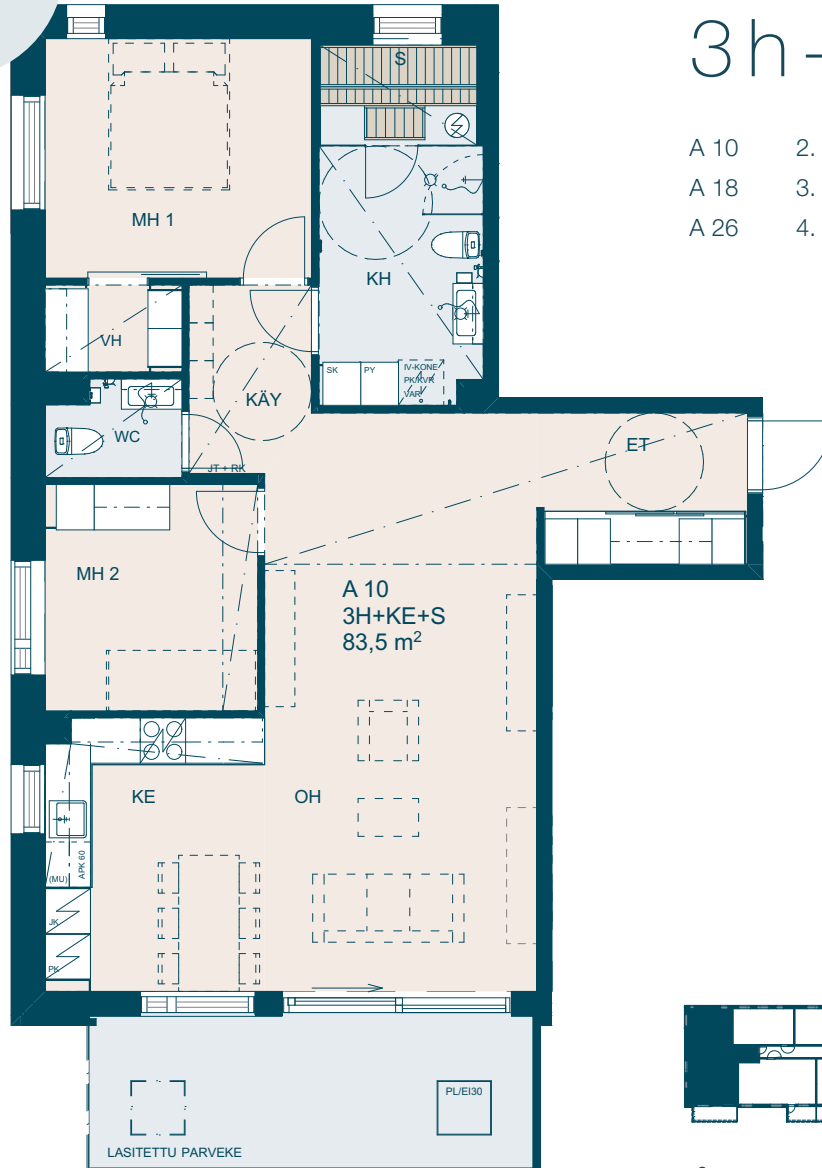 3h-
A 10 2.
A 18 3.
A 26 4.
S
MH 1
KH
VH
SK PY IV-KONE
PK/KVR
VAR
KÄY
WC
JT + RK
ET
MH 2
A 10
3H+KE+S
83,5 m²
KE
OH
APK 60
(MU)
JK
PK
PL/EI30
LASITETTU PARVEKE